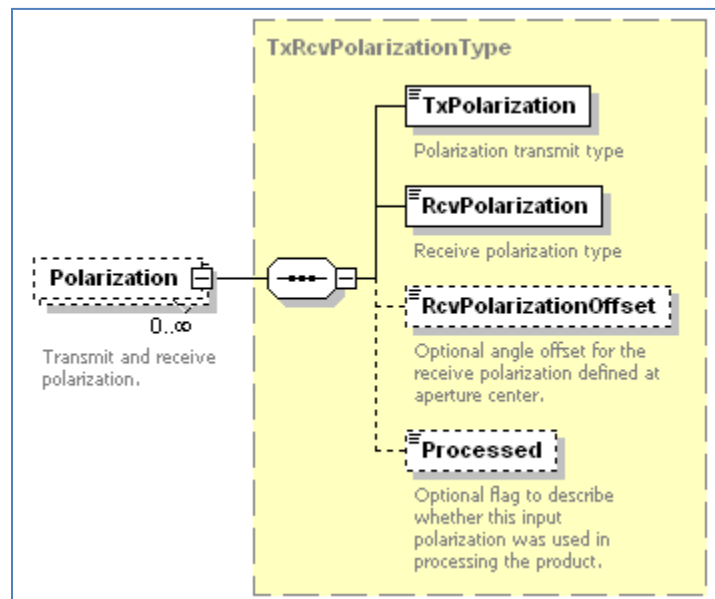 TxRcvPolarizationType
TxPolarization
Polarization transmit type
RcvPolarization
Receive polarization type
Polarization
0..∞
Transmit and receive
polarization.
RcvPolarizationOffset
Optional angle offset for the
receive polarization defined at
aperture center.
Processed
Optional flag to describe
whether this input
polarization was used in
processing the product.